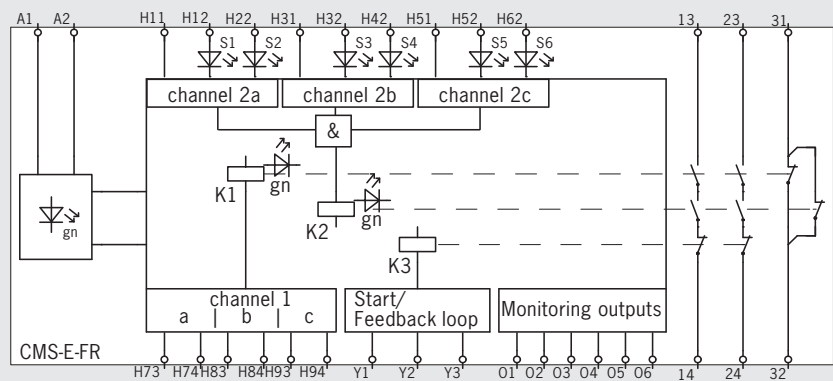 A1 A2 H11 H12 H22 H31 H32 H42 H51 H52 H62 13 23 31
S1 S2 S3 S4 S5 S6
channel 2a channel 2b channel 2c
&
K1 gn
K2 gn
gn
K3
channel 1
a | b | c
Start/
Feedback loop
Monitoring outputs
CMS-E-FR
H73 H74 H83 H84 H93 H94 Y1 Y2 Y3 O1 O2 O3 O4 O5 O6 14 24 32